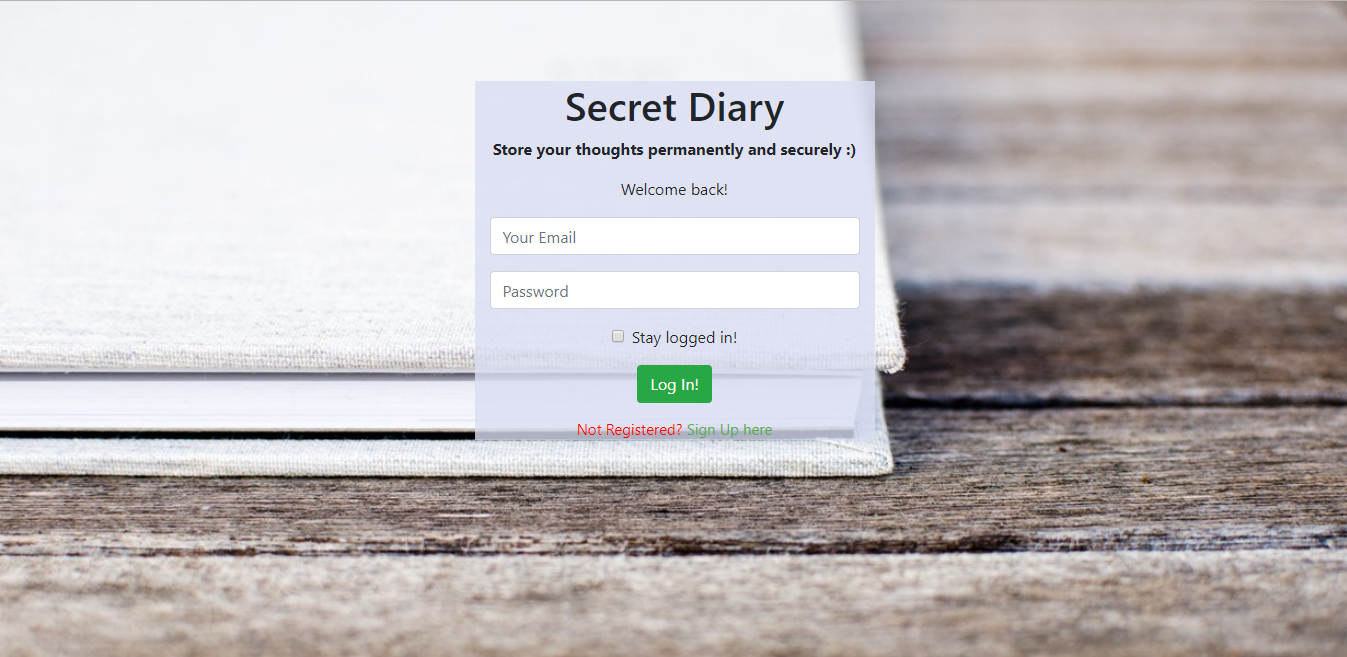 Secret Diary
Store your thoughts permanently and securely :)
Welcome back!
Your Email
Password
Stay logged in!
Log In!
Not Registered? Sign Up here